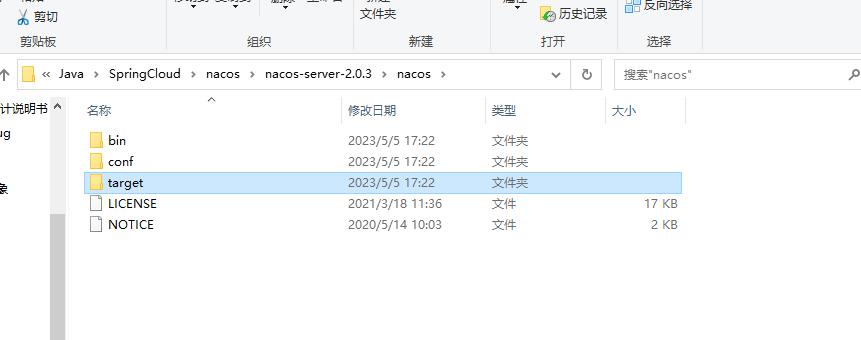 剪切
历史记录
反向选择
文件夹
剪贴板
组织
新建
打开
选择
« Java › SpringCloud › nacos › nacos-server-2.0.3 › nacos ›
搜索"nacos"
计说明书
ug
象
名称 修改日期 类型 大小
bin 2023/5/5 17:22 文件夹
conf 2023/5/5 17:22 文件夹
target 2023/5/5 17:22 文件夹
LICENSE 2021/3/18 11:36 文件 17 KB
NOTICE 2020/5/14 10:03 文件 2 KB